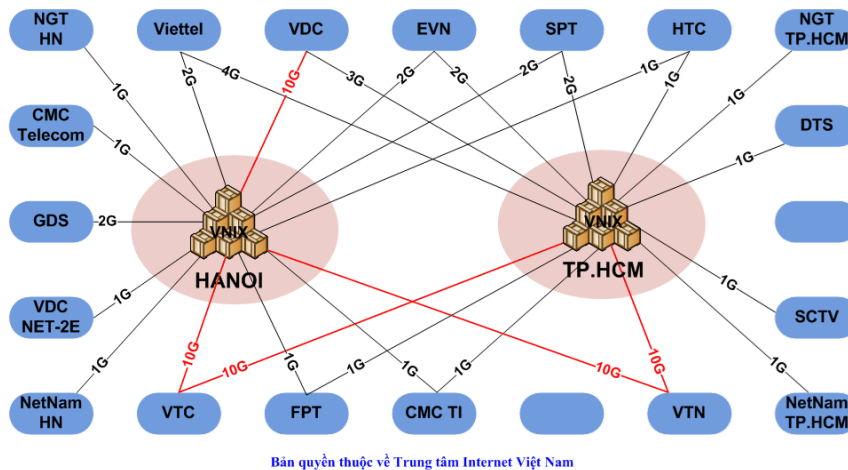 NGT
HN
Viettel
VDC
EVN
SPT
HTC
NGT
TP.HCM
2G
4G
10G
3G
2G
2G
2G
2G
1G
1G
1G
1G
CMC
Telecom
1G
1G
DTS
GDS
2G
VNIX
HANOI
VNIX
TP.HCM
VDC
NET-2E
1G
SCTV
1G
1G
10G
10G
1G
1G
1G
1G
10G
10G
1G
NetNam
HN
VTC
FPT
CMC TI
VTN
NetNam
TP.HCM
Bản quyền thuộc về Trung tâm Internet Việt Nam